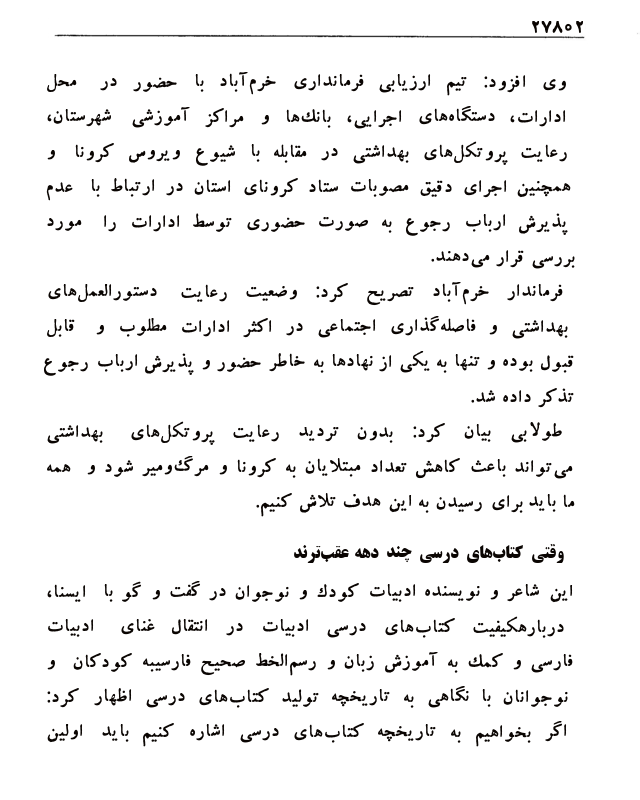 ۲۷۸۰۲
وی افزود: تیم ارزیابی فرمانداری خرم‌آباد با حضور در محل
ادارات، دستگاه‌های اجرایی، بانك‌ها و مراکز آموزشی شهرستان،
رعایت پروتکل‌های بهداشتی در مقابله با شیوع ویروس کرونا و
همچنین اجرای دقیق مصوبات ستاد کرونای استان در ارتباط با عدم
پذیرش ارباب رجوع به صورت حضوری توسط ادارات را مورد
بررسی قرار می‌دهند.
فرماندار خرم‌آباد تصریح کرد: وضعیت رعایت دستورالعمل‌های
بهداشتی و فاصله‌گذاری اجتماعی در اکثر ادارات مطلوب و قابل
قبول بوده و تنها به یکی از نهادها به خاطر حضور و پذیرش ارباب رجوع
تذکر داده شد.
طولابی بیان کرد: بدون تردید رعایت پروتکل‌های بهداشتی
می‌تواند باعث کاهش تعداد مبتلایان به کرونا و مرگ‌ومیر شود و همه
ما باید برای رسیدن به این هدف تلاش کنیم.
وقتی کتاب‌های درسی چند دهه عقب‌ترند
این شاعر و نویسنده ادبیات کودك و نوجوان در گفت و گو با ایسنا،
دربارهکیفیت کتاب‌های درسی ادبیات در انتقال غنای ادبیات
فارسی و کمك به آموزش زبان و رسم‌الخط صحیح فارسیبه کودکان و
نوجوانان با نگاهی به تاریخچه تولید کتاب‌های درسی اظهار کرد:
اگر بخواهیم به تاریخچه کتاب‌های درسی اشاره کنیم باید اولین